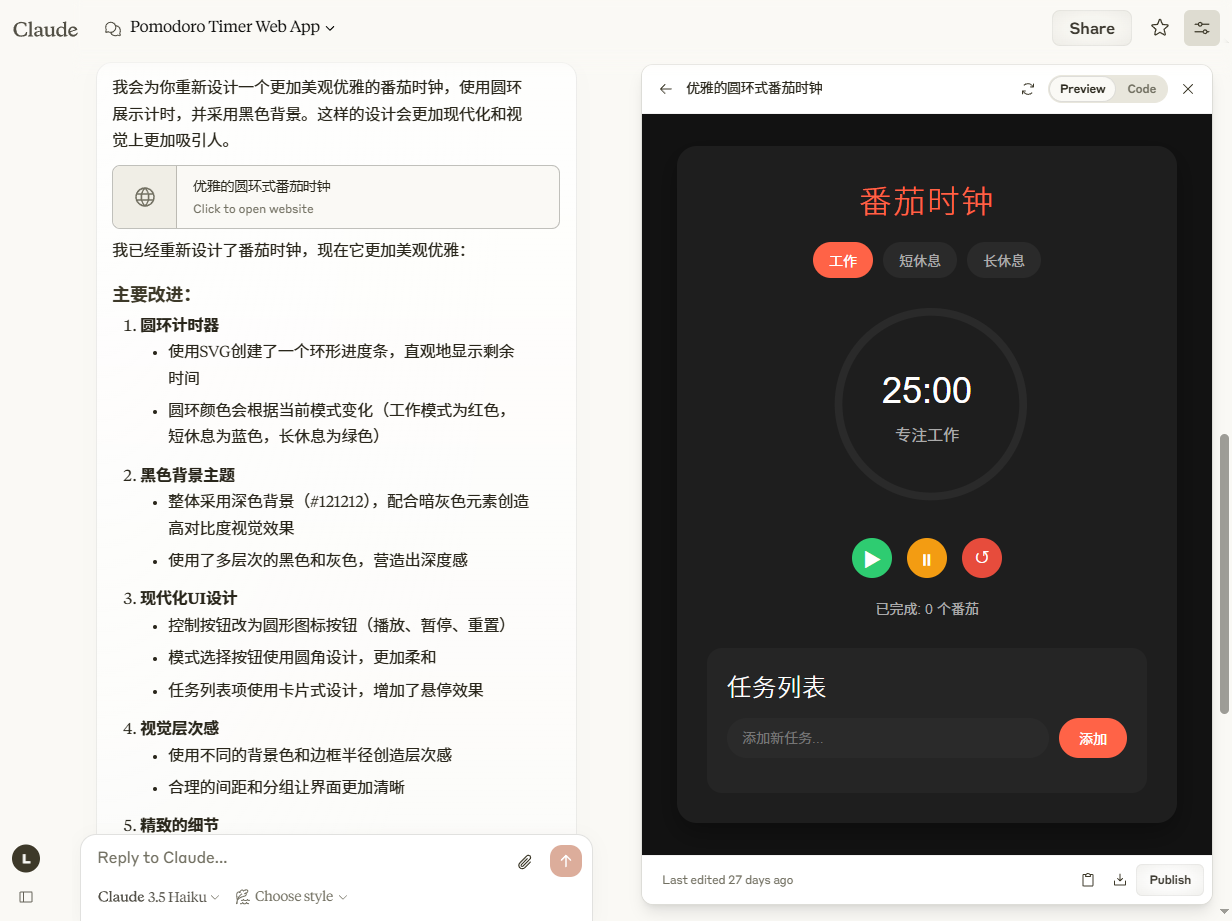 Claude
Pomodoro Timer Web App
Share
我会为你重新设计一个更加美观优雅的番茄时钟，使用圆环
展示计时，并采用黑色背景。这样的设计会更加现代化和视
觉上更加吸引人。
优雅的圆环式番茄时钟
Click to open website
我已经重新设计了番茄时钟，现在它更加美观优雅：
主要改进：
1. 圆环计时器
• 使用SVG创建了一个环形进度条，直观地显示剩余
时间
• 圆环颜色会根据当前模式变化（工作模式为红色，
短休息为蓝色，长休息为绿色）
2. 黑色背景主题
• 整体采用深色背景（#121212），配合暗灰色元素创造
高对比度视觉效果
• 使用了多层次的黑色和灰色，营造出深度感
3. 现代化UI设计
• 控制按钮改为圆形图标按钮（播放、暂停、重置）
• 模式选择按钮使用圆角设计，更加柔和
• 任务列表项使用卡片式设计，增加了悬停效果
4. 视觉层次感
• 使用不同的背景色和边框半径创造层次感
• 合理的间距和分组让界面更加清晰
5. 精致的细节
L
Reply to Claude...
Claude 3.5 Haiku
Choose style
优雅的圆环式番茄时钟
Preview
Code
番茄时钟
工作
短休息
长休息
25:00
专注工作
已完成: 0 个番茄
任务列表
添加新任务...
添加
Last edited 27 days ago
Publish